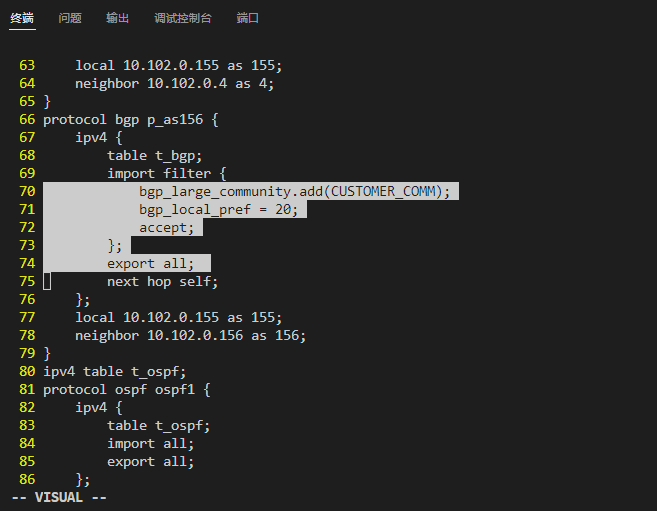 终端 问题 输出 调试控制台 端口
63     local 10.102.0.155 as 155;
64     neighbor 10.102.0.4 as 4;
65 }
66 protocol bgp p_as156 {
67     ipv4 {
68         table t_bgp;
69         import filter {
70             bgp_large_community.add(CUSTOMER_COMM);
71             bgp_local_pref = 20;
72             accept;
73         };
74         export all;
75         next hop self;
76     };
77     local 10.102.0.155 as 155;
78     neighbor 10.102.0.156 as 156;
79 }
80 ipv4 table t_ospf;
81 protocol ospf ospf1 {
82     ipv4 {
83         table t_ospf;
84         import all;
85         export all;
86     };
-- VISUAL --